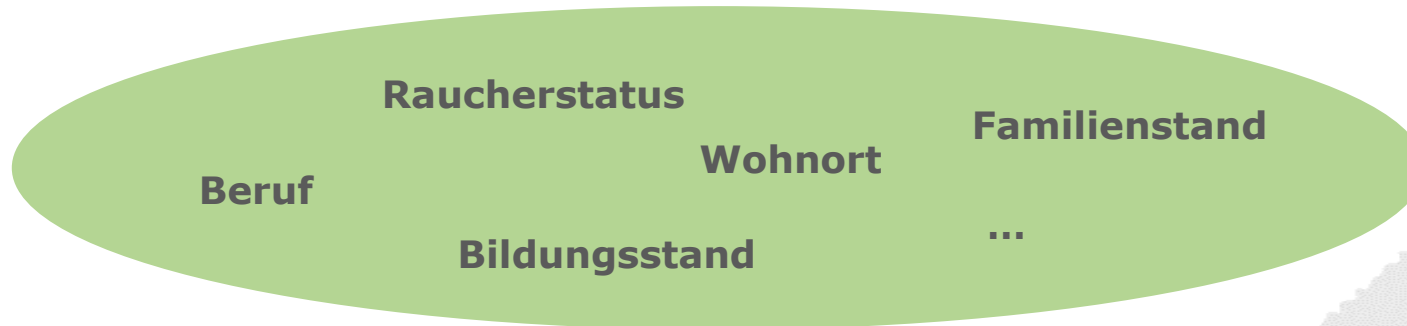 Raucherstatus
Familienstand
Wohnort
Beruf
...
Bildungsstand